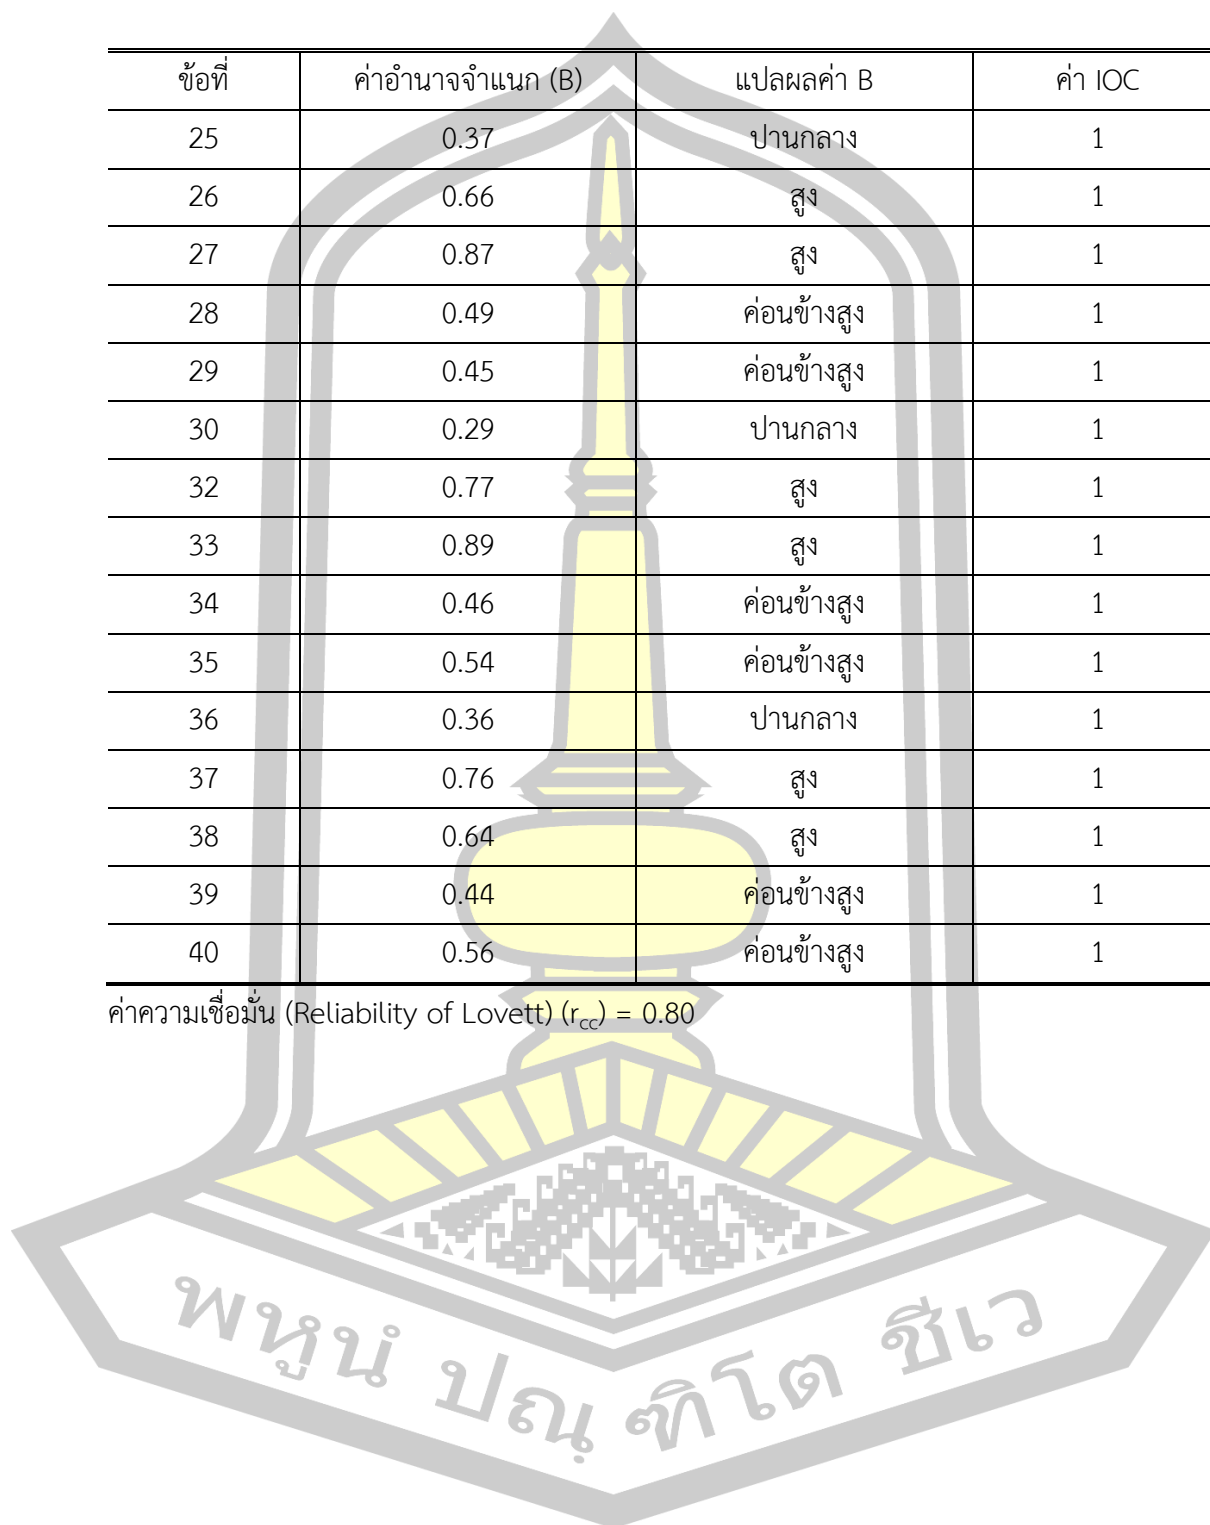 ข้อที่ ค่าอำนาจจำแนก (B) แปลผลค่า B ค่า IOC
25 0.37 ปานกลาง 1
26 0.66 สูง 1
27 0.87 สูง 1
28 0.49 ค่อนข้างสูง 1
29 0.45 ค่อนข้างสูง 1
30 0.29 ปานกลาง 1
32 0.77 สูง 1
33 0.89 สูง 1
34 0.46 ค่อนข้างสูง 1
35 0.54 ค่อนข้างสูง 1
36 0.36 ปานกลาง 1
37 0.76 สูง 1
38 0.64 สูง 1
39 0.44 ค่อนข้างสูง 1
40 0.56 ค่อนข้างสูง 1
ค่าความเชื่อมั่น (Reliability of Lovett) (rcc) = 0.80
พหูนํ ปณฺฑิโต ชีเว